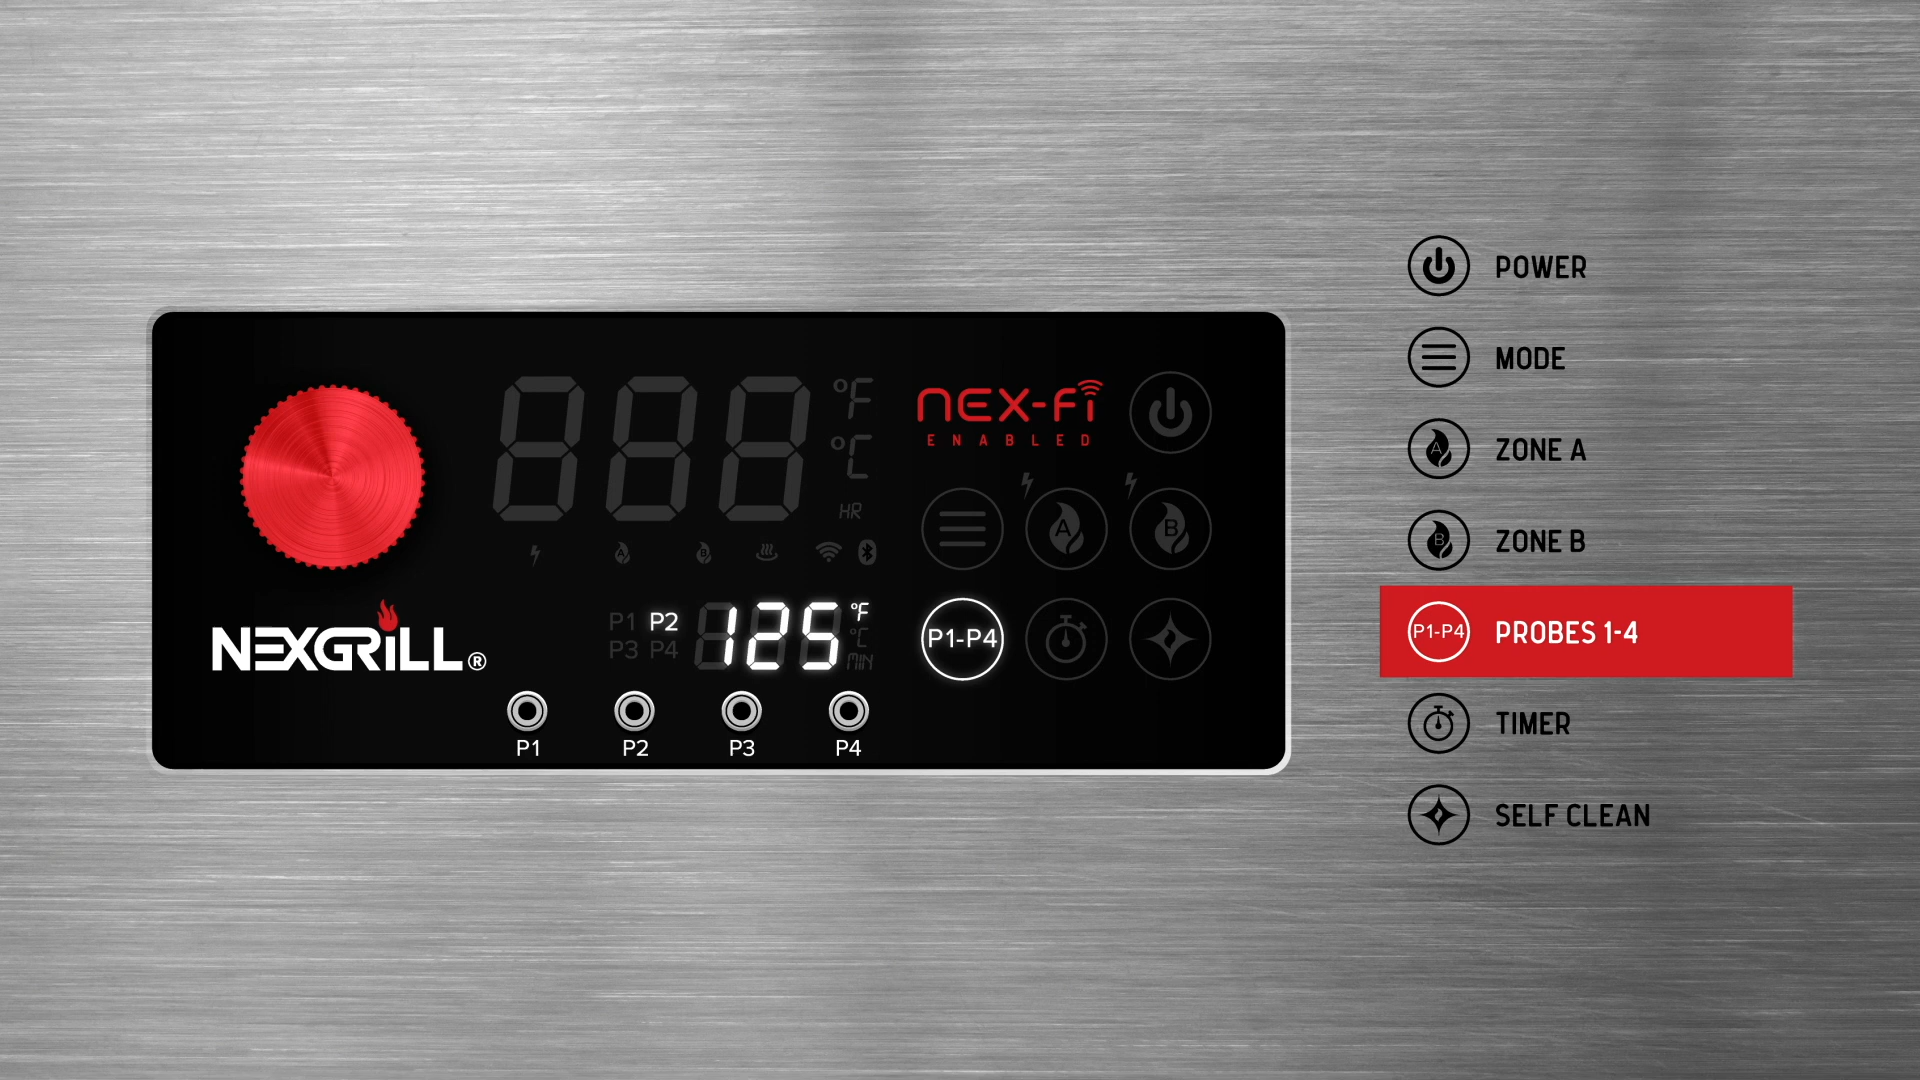 888 °F
°C
HR
A B
P1 P2 125 °F
P3 P4 °C
MIN
NEXGRILL®
P1 P2 P3 P4
nex-fi
ENABLED
A B
P1-P4
POWER
MODE
A ZONE A
B ZONE B
P1-P4 PROBES 1-4
TIMER
SELF CLEAN